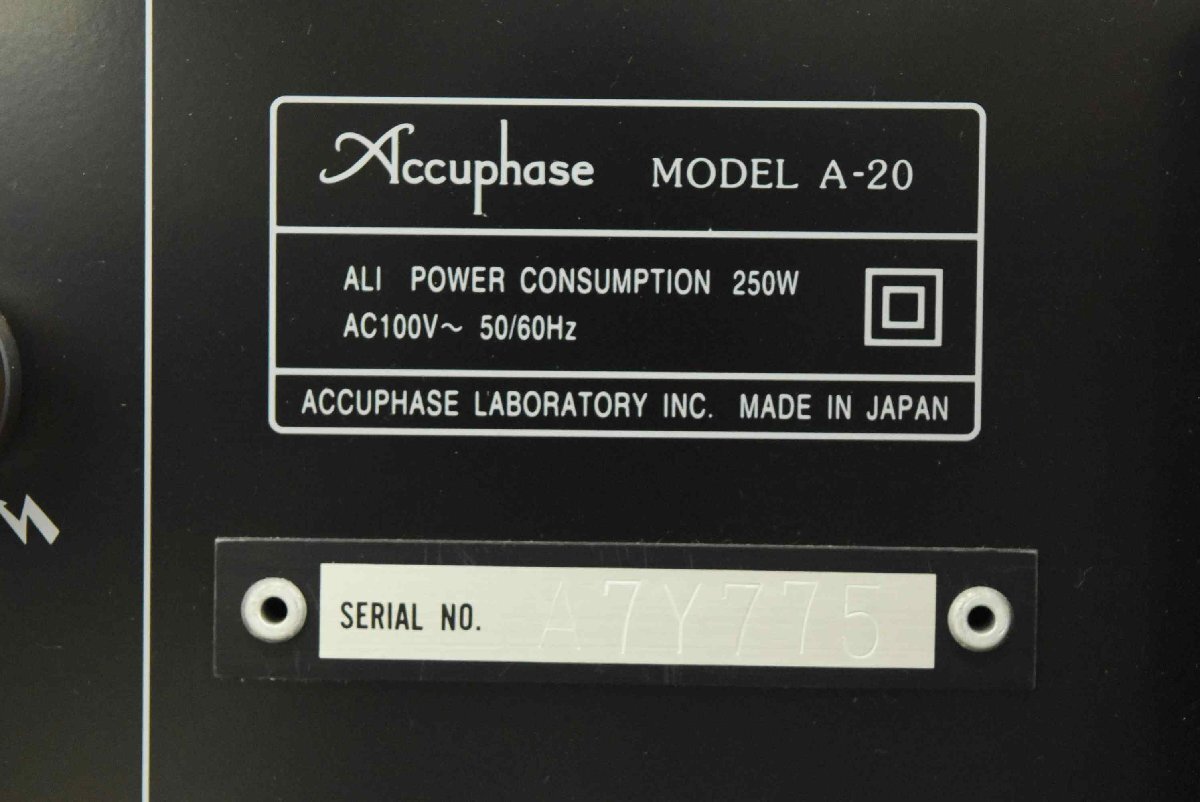 Accuphase MODEL A-20
ALI POWER CONSUMPTION 250W
AC100V~ 50/60Hz
ACCUPHASE LABORATORY INC. MADE IN JAPAN
SERIAL NO. A7Y775